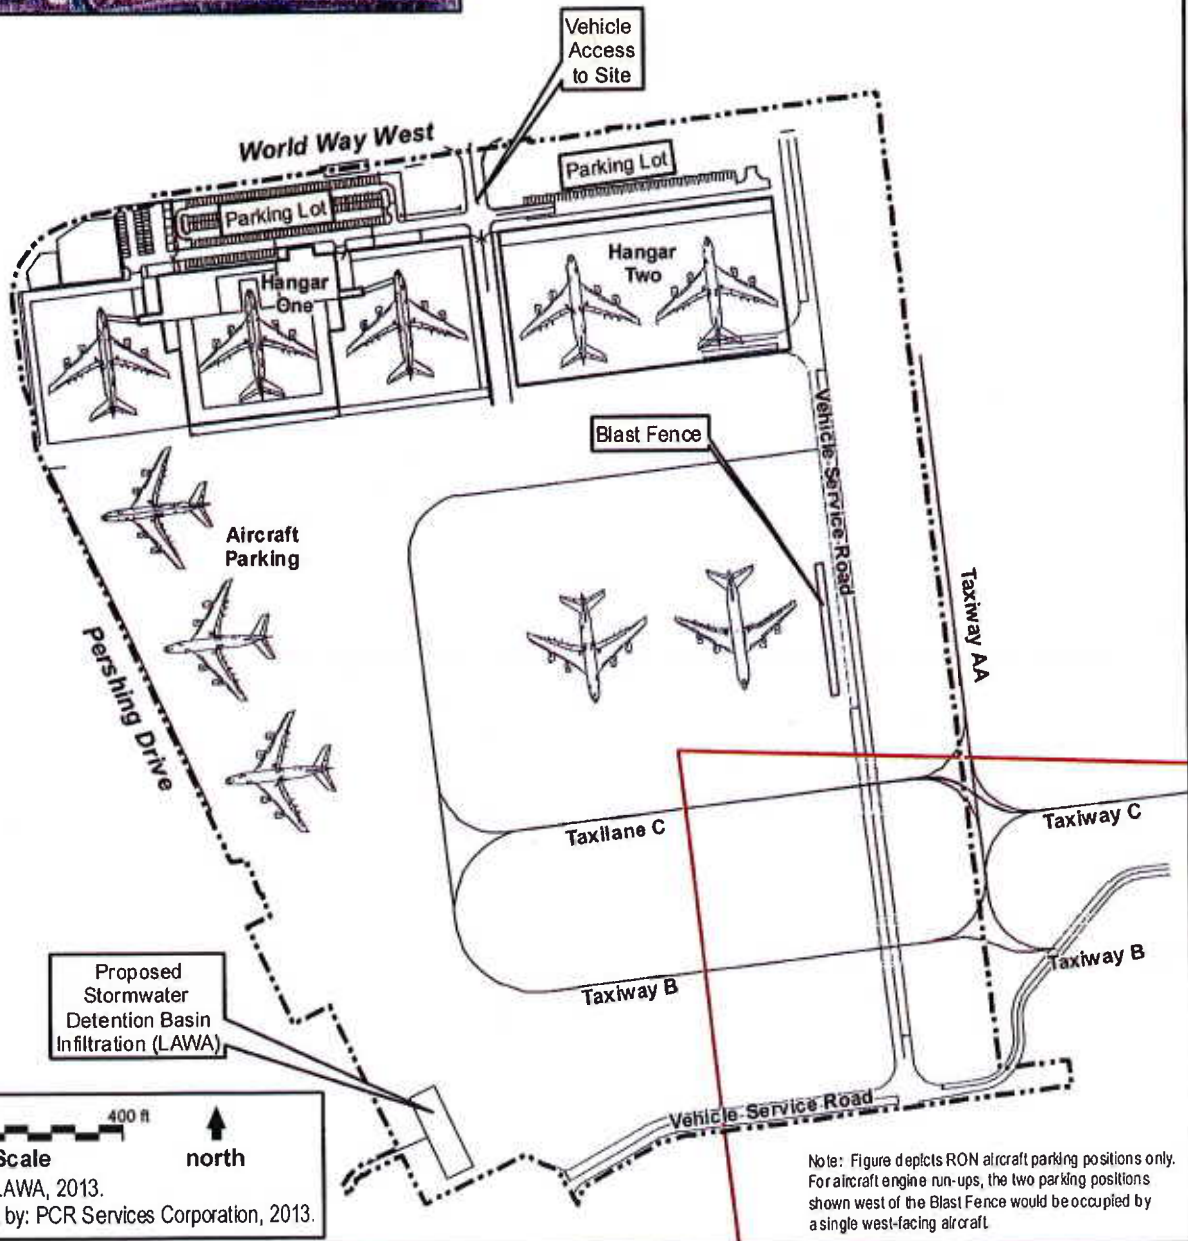 Vehicle
Access
to Site
World Way West
Parking Lot
Parking Lot
Hangar
One
Hangar
Two
Blast Fence
Vehicle Service Road
Aircraft
Parking
Taxiway AA
Pershing Drive
Taxilane C
Taxiway C
Taxiway B
Taxiway B
Proposed
Stormwater
Detention Basin
Infiltration (LAWA)
Vehicle Service Road
400 ft
Scale
north
LAWA, 2013.
by: PCR Services Corporation, 2013.
Note: Figure depicts RON aircraft parking positions only.
For aircraft engine run-ups, the two parking positions
shown west of the Blast Fence would be occupied by
a single west-facing aircraft.